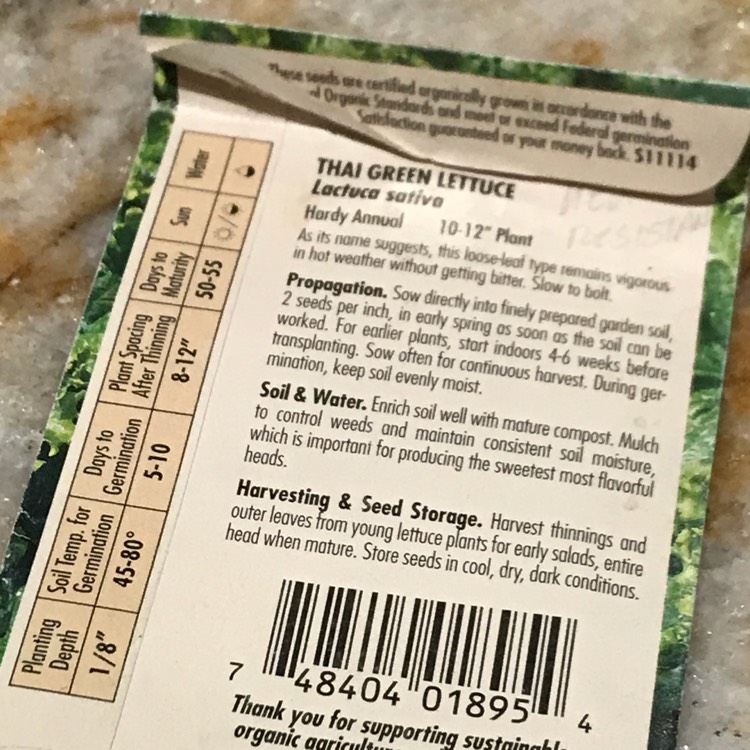 These seeds are certified organically grown in accordance with the
Organic Standards and meet or exceed Federal germination
Satisfaction guaranteed or your money back. S11114
THAI GREEN LETTUCE
Lactuca sativa
Hardy Annual 10-12" Plant
As its name suggests, this loose-leaf type remains vigorous
in hot weather without getting bitter. Slow to bolt.
Propagation. Sow directly into finely prepared garden soil,
2 seeds per inch, in early spring as soon as the soil can be
worked. For earlier plants, start indoors 4-6 weeks before
transplanting. Sow often for continuous harvest. During ger-
mination, keep soil evenly moist.
Soil & Water. Enrich soil well with mature compost. Mulch
to control weeds and maintain consistent soil moisture,
which is important for producing the sweetest most flavorful
heads.
Harvesting & Seed Storage. Harvest thinnings and
outer leaves from young lettuce plants for early salads, entire
head when mature. Store seeds in cool, dry, dark conditions.
7 48404 01895 4
Thank you for supporting
organic
Planting
Depth
1/8"
Soil Temp. for
Germination
45-80°
Days to
Germination
5-10
Plant Spacing
After Thinning
8-12"
Days to
Maturity
50-55
Sun
Water